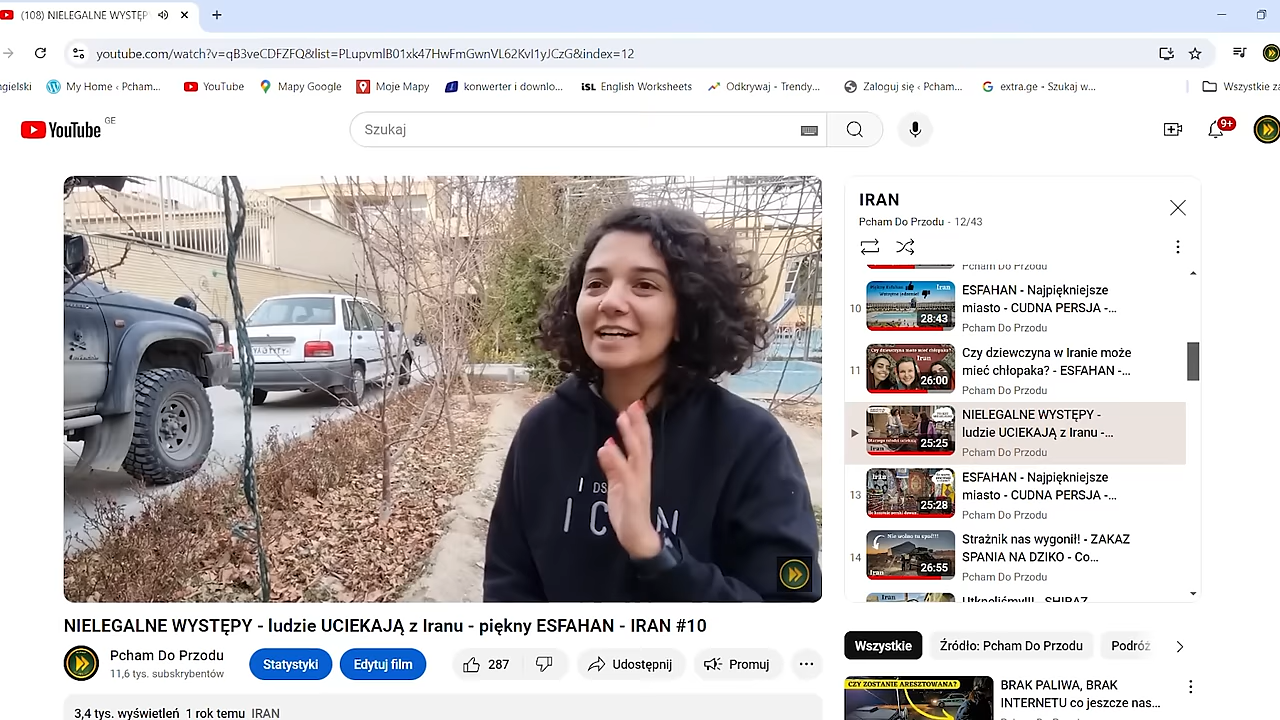 (108) NIELEGALNE WYSTĘP
youtube.com/watch?v=qB3veCDFZFQ&list=PLupvmlB01xk47HwFmGwnVL62KvI1yJCzG&index=12
ngielski
My Home ‹ Pcham...
YouTube
Mapy Google
Moje Mapy
konwerter i downlo...
iSL English Worksheets
Odkrywaj - Trendy...
Zaloguj się ‹ Pcham...
extra.ge - Szukaj w...
Wszystkie za
YouTube GE
Szukaj
9+
IRAN
Pcham Do Przodu - 12/43
Pcham Do Przodu
10
28:43
ESFAHAN - Najpiękniejsze
miasto - CUDNA PERSJA -...
Pcham Do Przodu
11
26:00
Czy dziewczyna w Iranie może
mieć chłopaka? - ESFAHAN -...
Pcham Do Przodu
25:25
NIELEGALNE WYSTĘPY -
ludzie UCIEKAJĄ z Iranu -...
Pcham Do Przodu
13
25:28
ESFAHAN - Najpiękniejsze
miasto - CUDNA PERSJA -...
Pcham Do Przodu
14
26:55
Strażnik nas wygonił! - ZAKAZ
SPANIA NA DZIKO - Co...
Pcham Do Przodu
Utknęliśmy!!! - SHIRAZ
NIELEGALNE WYSTĘPY - ludzie UCIEKAJĄ z Iranu - piękny ESFAHAN - IRAN #10
Pcham Do Przodu
11,6 tys. subskrybentów
Statystyki
Edytuj film
287
Udostępnij
Promuj
3,4 tys. wyświetleń 1 rok temu IRAN
Wszystkie
Źródło: Pcham Do Przodu
Podróż
CZY ZOSTANIE ARESZTOWANA?
BRAK PALIWA, BRAK
INTERNETU co jeszcze nas...